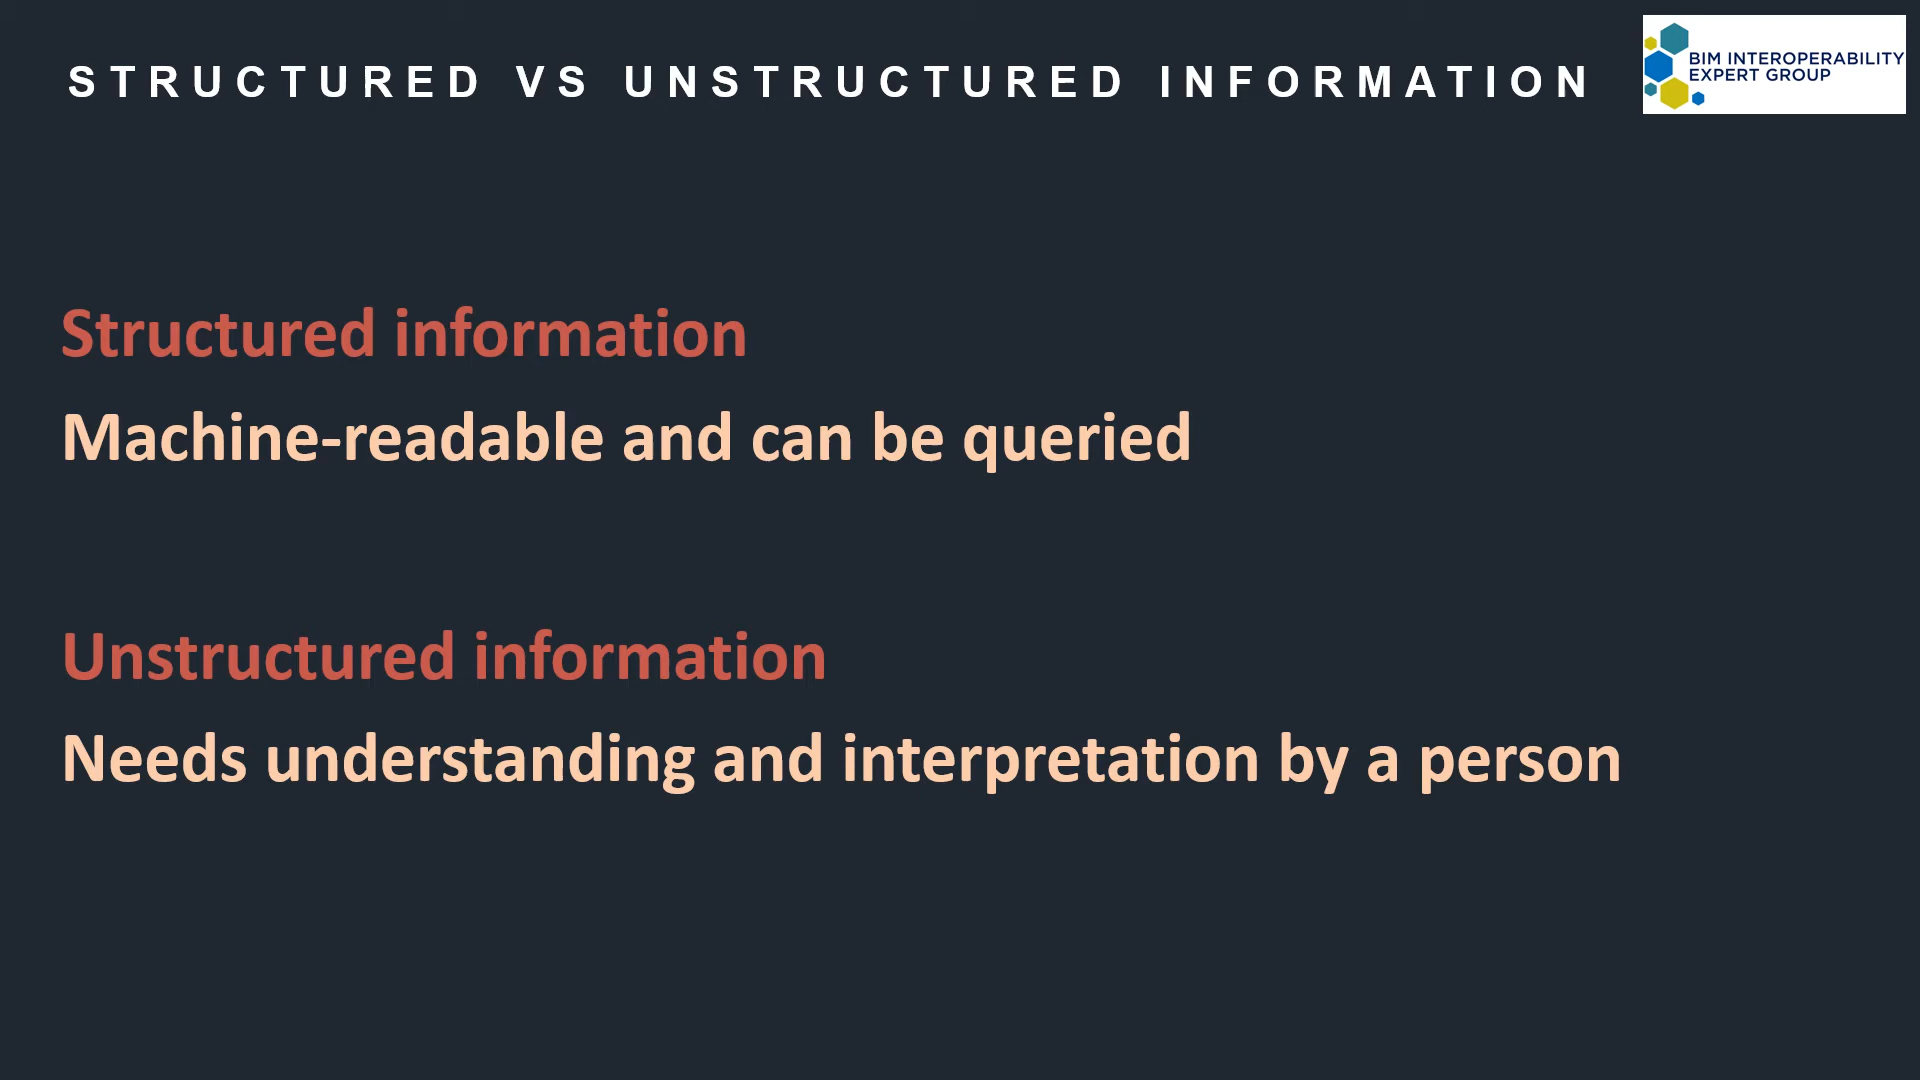 STRUCTURED VS UNSTRUCTURED INFORMATION
BIM INTEROPERABILITY
EXPERT GROUP
Structured information
Machine-readable and can be queried
Unstructured information
Needs understanding and interpretation by a person